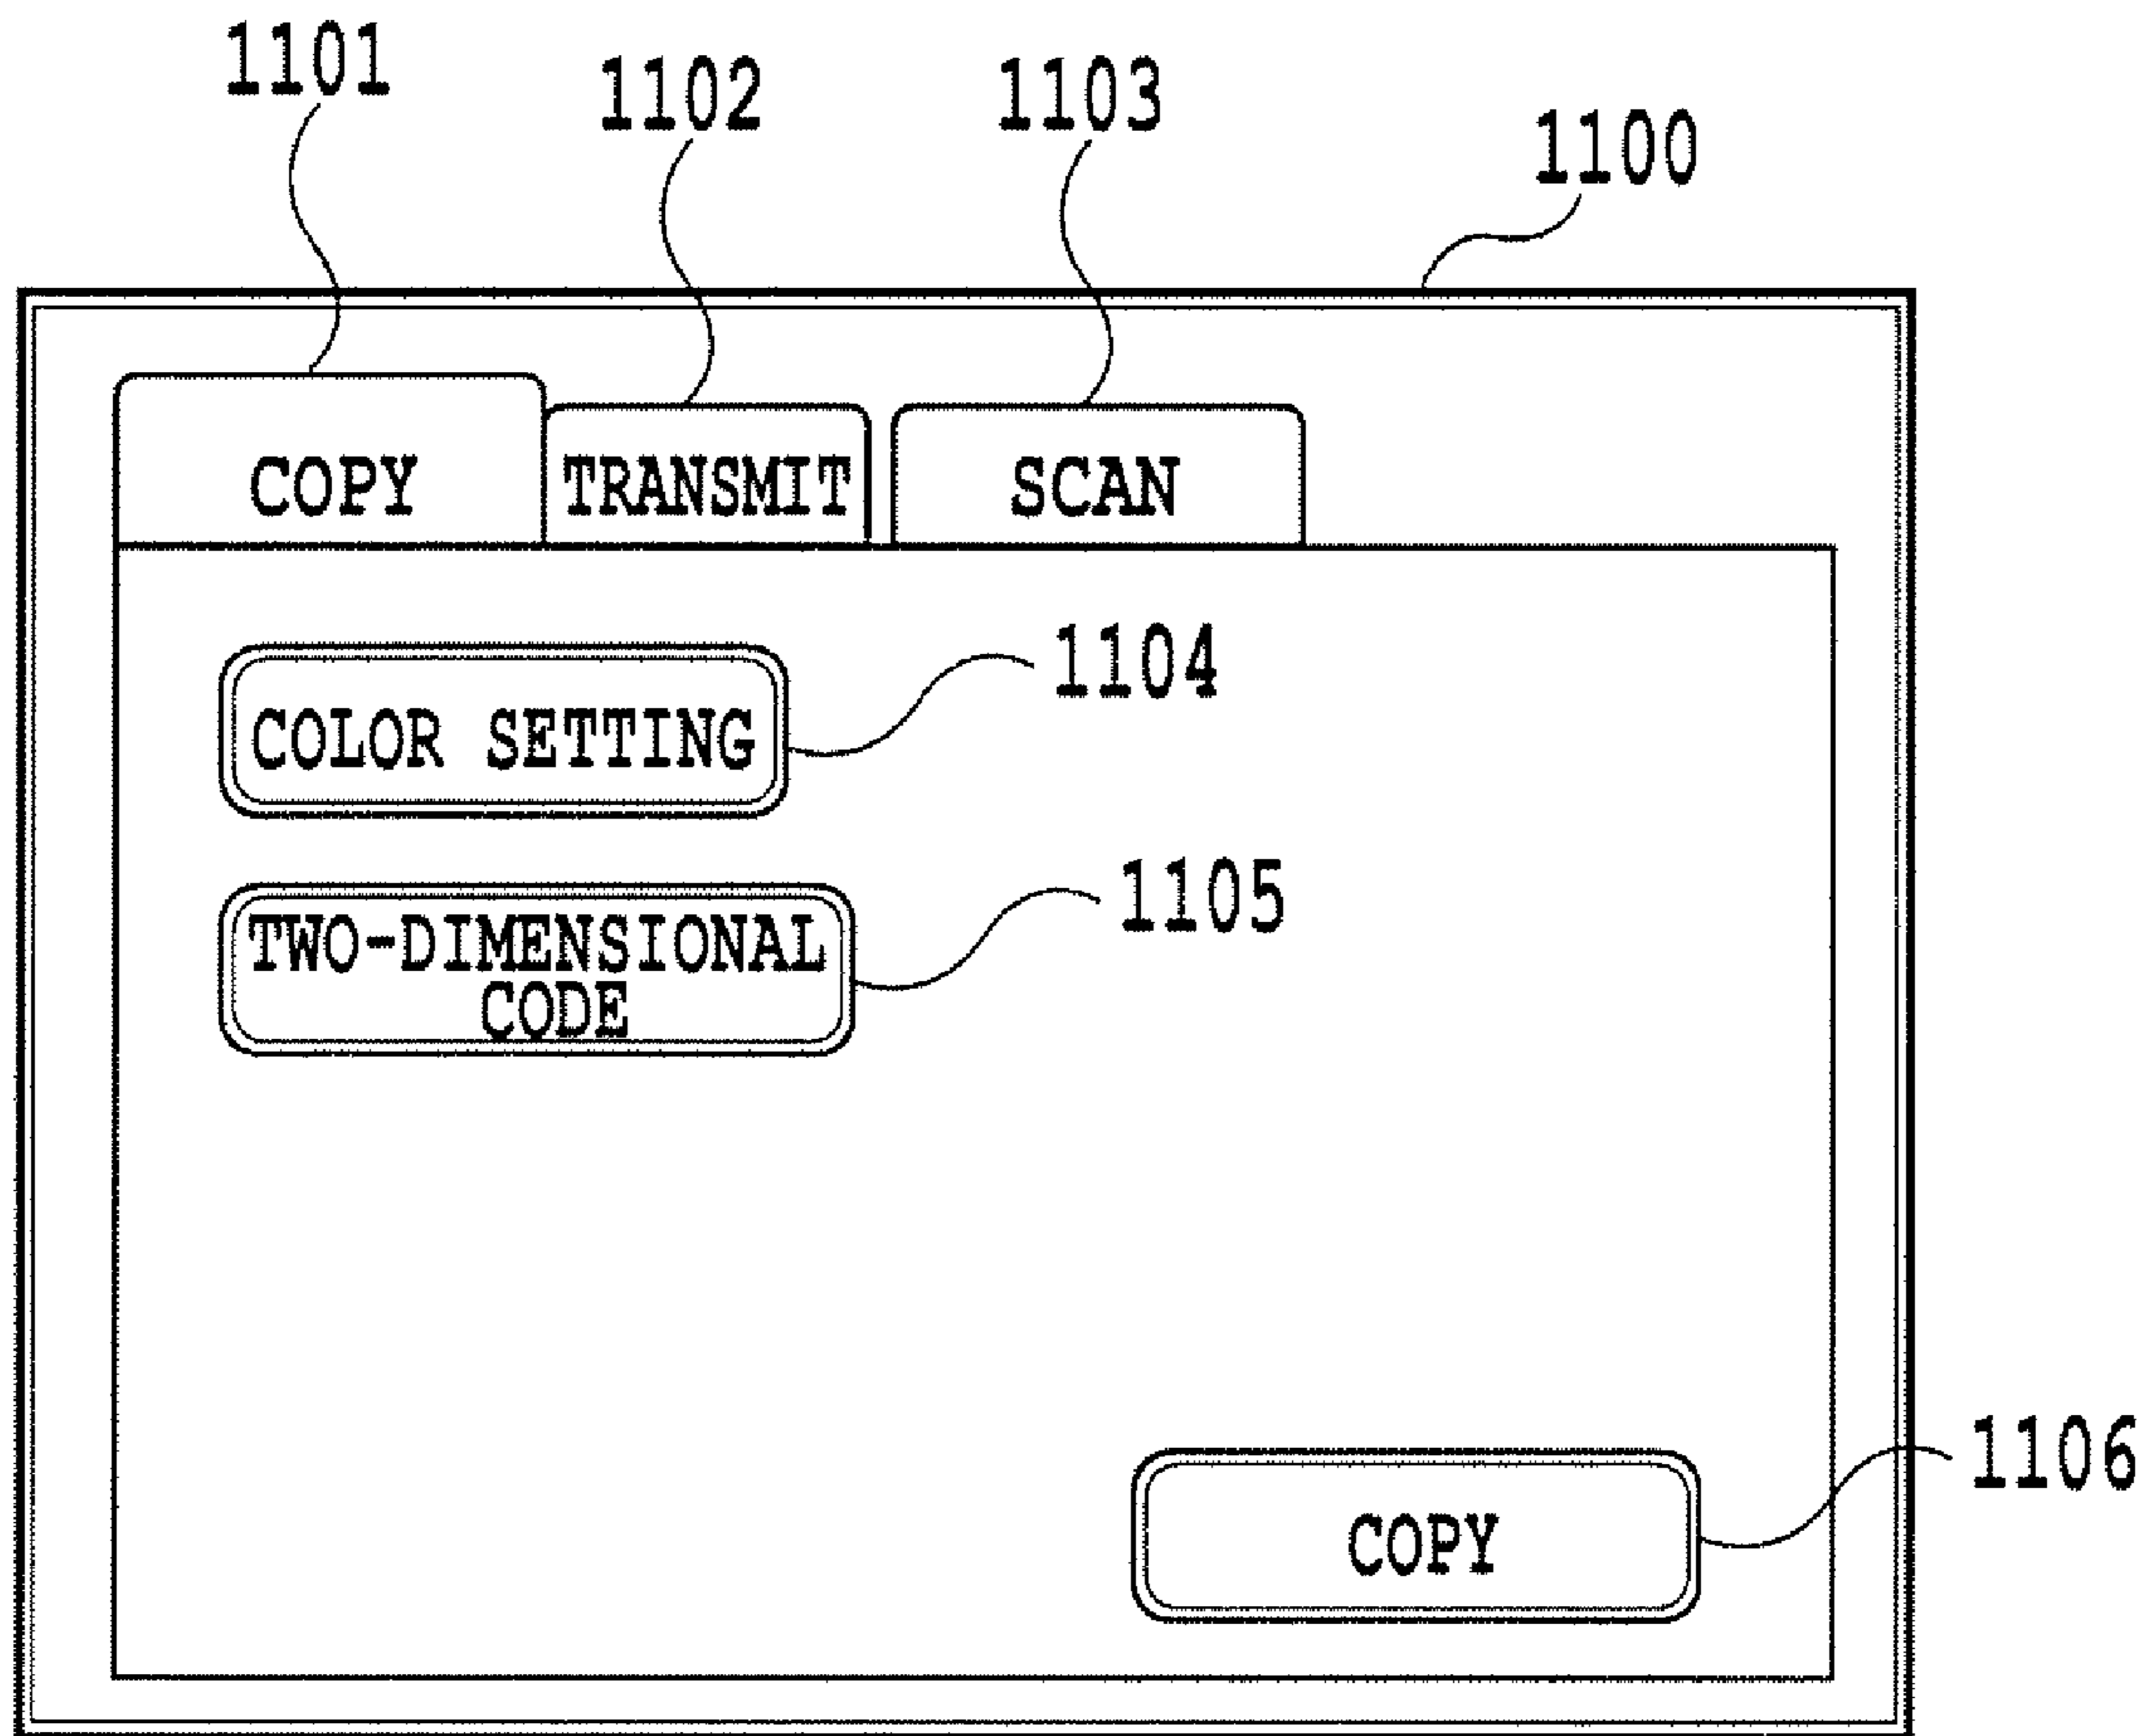 1101
1102
1103
1100
COPY
TRANSMIT
SCAN
1104
COLOR SETTING
1105
TWO-DIMENSIONAL
CODE
1106
COPY